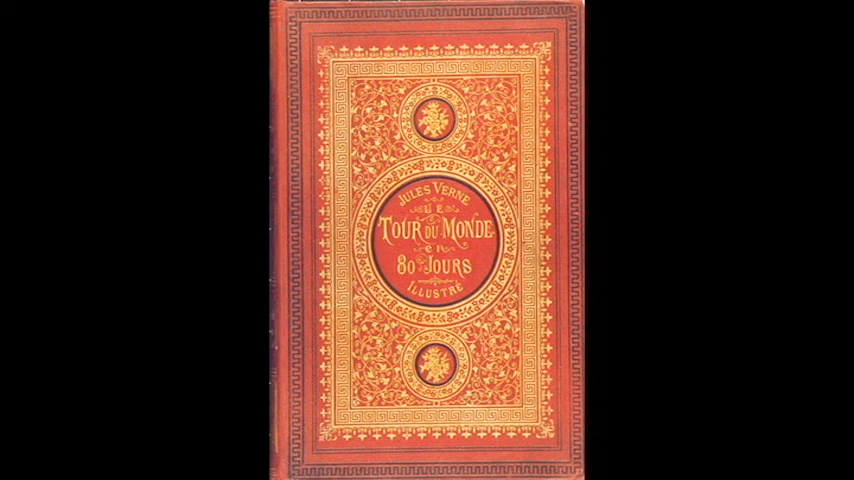 JULES VERNE
LE
TOUR DU MONDE
EN
80 JOURS
ILLUSTRÉ